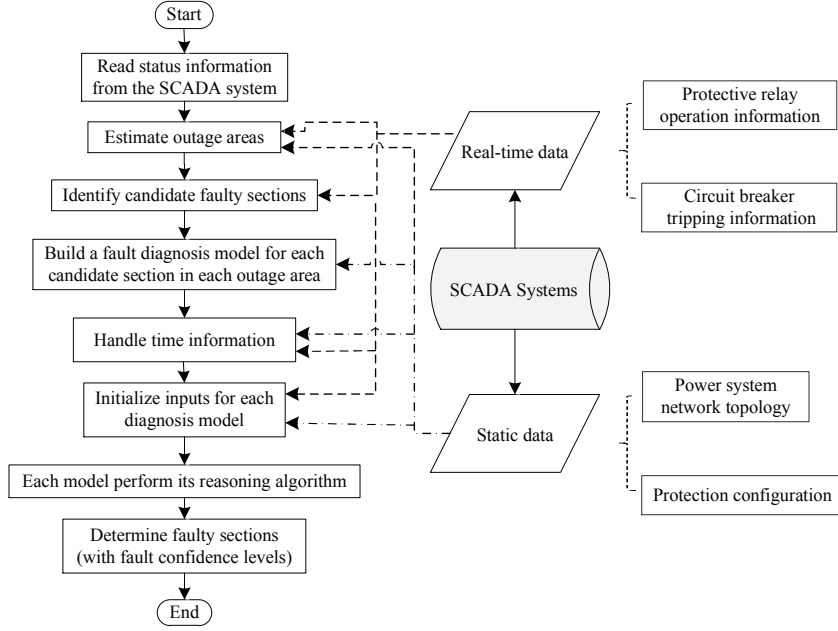 Start
Read status information
from the SCADA system
Estimate outage areas
Identify candidate faulty sections
Build a fault diagnosis model for each
candidate section in each outage area
Handle time information
Initialize inputs for each
diagnosis model
Each model perform its reasoning algorithm
Determine faulty sections
(with fault confidence levels)
End
Real-time data
SCADA Systems
Static data
Protective relay
operation information
Circuit breaker
tripping information
Power system
network topology
Protection configuration